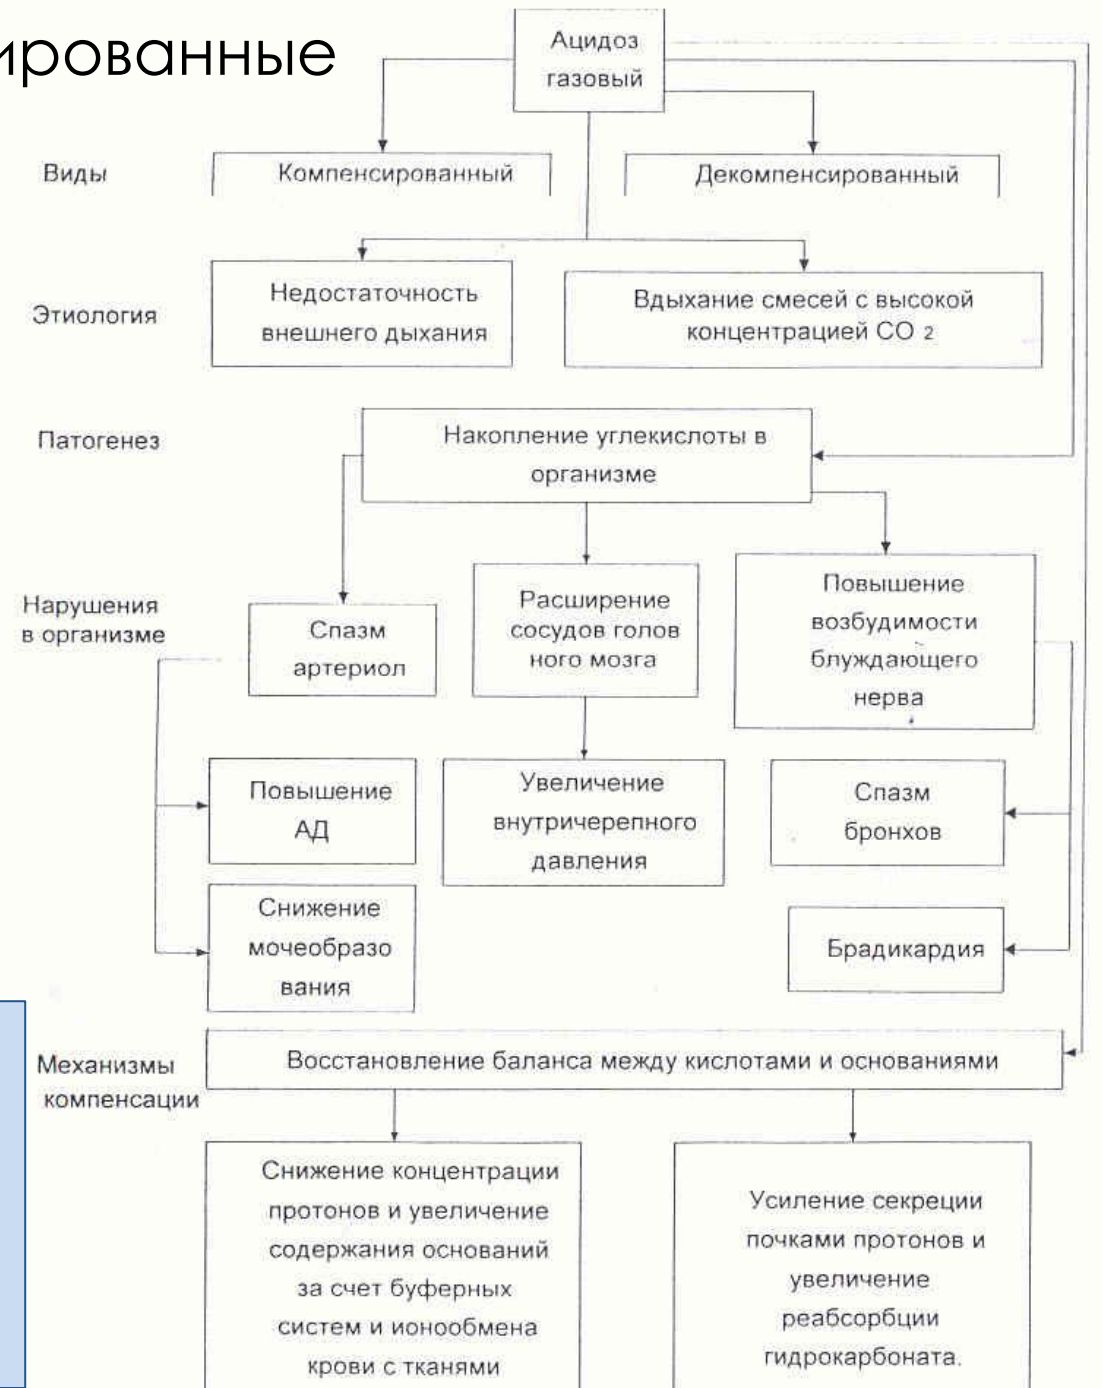 Ацидоз
газовый
Виды
Компенсированный
Декомпенсированный
Этиология
Недостаточность
внешнего дыхания
Вдыхание смесей с высокой
концентрацией СО 2
Патогенез
Накопление углекислоты в
организме
Нарушения
в организме
Спазм
артериол
Расширение
сосудов голов
ного мозга
Повышение
возбудимости
блуждающего
нерва
Повышение
АД
Увеличение
внутричерепного
давления
Спазм
бронхов
Снижение
мочеобразо
вания
Брадикардия
Механизмы
компенсации
Восстановление баланса между кислотами и основаниями
Снижение концентрации
протонов и увеличение
содержания оснований
за счет буферных
систем и ионообмена
крови с тканями
Усиление секреции
почками протонов и
увеличение
реабсорбции
гидрокарбоната.